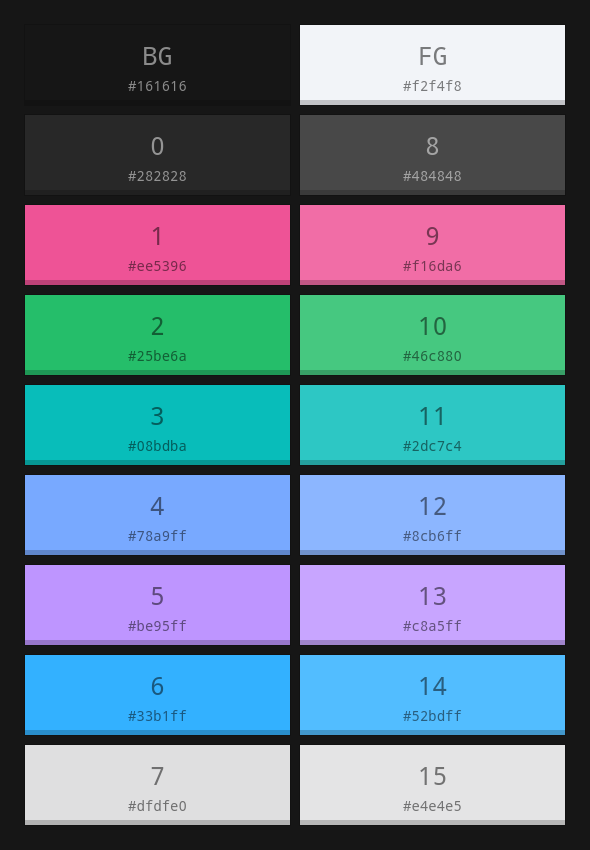 BG
#161616
FG
#f2f4f8
0
#282828
8
#484848
1
#ee5396
9
#f16da6
2
#25be6a
10
#46c880
3
#08bdba
11
#2dc7c4
4
#78a9ff
12
#8cb6ff
5
#be95ff
13
#c8a5ff
6
#33b1ff
14
#52bdff
7
#dfdfe0
15
#e4e4e5